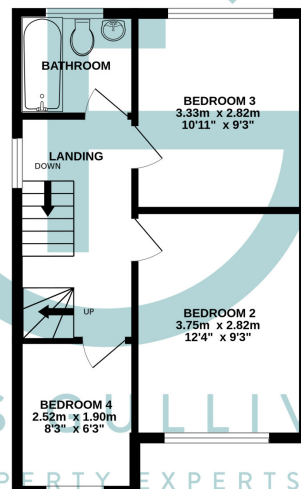 BATHROOM
BEDROOM 3
3.33m x 2.82m
10'11" x 9'3"
LANDING
DOWN
UP
BEDROOM 2
3.75m x 2.82m
12'4" x 9'3"
BEDROOM 4
2.52m x 1.90m
8'3" x 6'3"
S GULLIV
PERTY EXPERTS